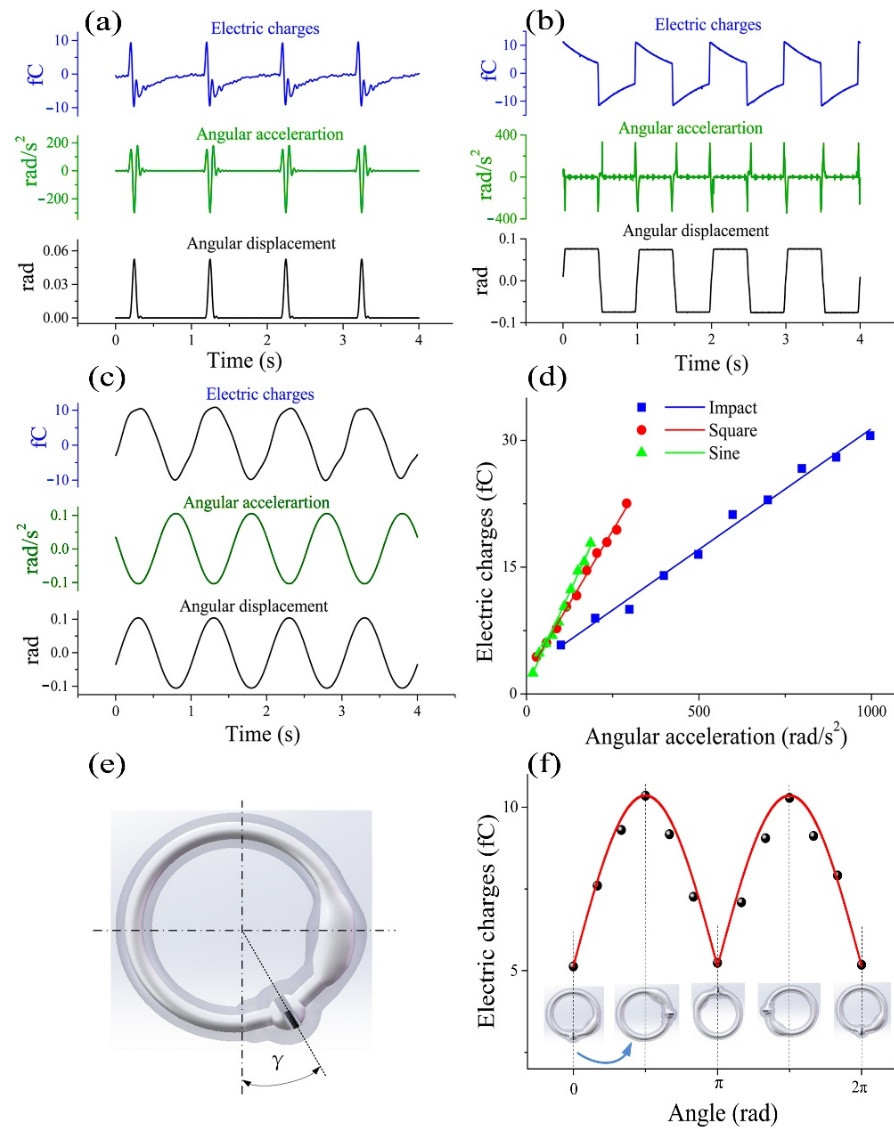 (a)
Electric charges
10
0
−10
fC
Angular accelerartion
200
0
−200
rad/s²
Angular displacement
0.06
0.03
0.00
rad
0 1 2 3 4
Time (s)
(b)
Electric charges
10
5
0
-5
-10
fC
Angular accelerartion
400
0
−400
rad/s²
Angular displacement
0.1
0.0
−0.1
rad
0 1 2 3 4
Time (s)
(c)
Electric charges
10
0
−10
fC
Angular accelerartion
0.1
0.0
−0.1
rad/s²
Angular displacement
0.1
0.0
−0.1
rad
0 1 2 3 4
Time (s)
(d)
Impact
Square
Sine
30
15
0
Electric charges (fC)
0 500 1000
Angular acceleration (rad/s²)
(e)
γ
(f)
10
5
Electric charges (fC)
0 π 2π
Angle (rad)